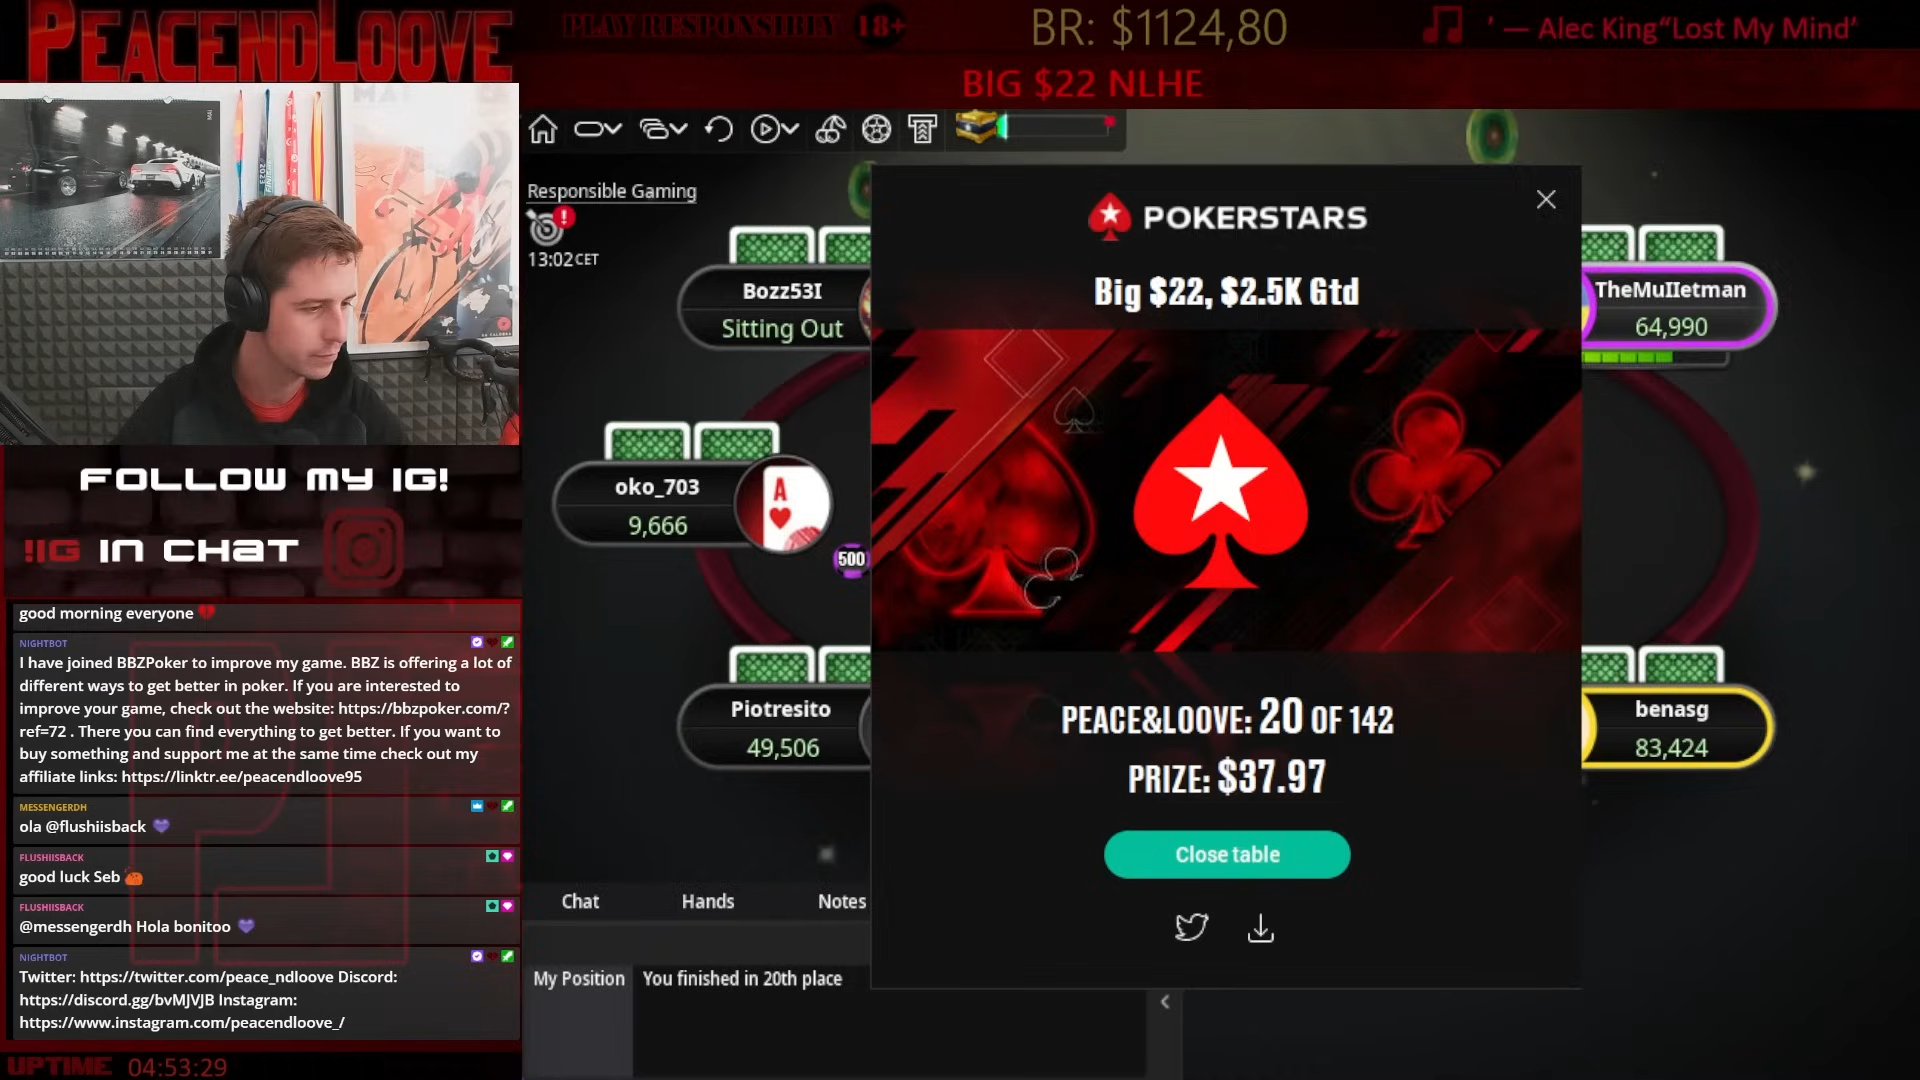 PEACENDLOOVE
PLAY RESPONSIBLY 18+
BR: $1124,80
' — Alec King“Lost My Mind’
BIG $22 NLHE
Responsible Gaming
!
13:02 CET
Bozz53I
Sitting Out
oko_703
9,666
A
500
Piotresito
49,506
TheMuIIetman
64,990
benasg
83,424
POKERSTARS
Big $22, $2.5K Gtd
PEACE&LOOVE: 20 OF 142
PRIZE: $37.97
Close table
Chat
Hands
Notes
My Position
You finished in 20th place
FOLLOW MY IG!
!IG IN CHAT
good morning everyone
NIGHTBOT
I have joined BBZPoker to improve my game. BBZ is offering a lot of
different ways to get better in poker. If you are interested to
improve your game, check out the website: https://bbzpoker.com/?
ref=72 . There you can find everything to get better. If you want to
buy something and support me at the same time check out my
affiliate links: https://linktr.ee/peacendloove95
MESSENGERDH
ola @flushiisback
FLUSHIISBACK
good luck Seb
FLUSHIISBACK
@messengerdh Hola bonitoo
NIGHTBOT
Twitter: https://twitter.com/peace_ndloove Discord:
https://discord.gg/bvMJVJB Instagram:
https://www.instagram.com/peacendloove_/
UPTIME 04:53:29